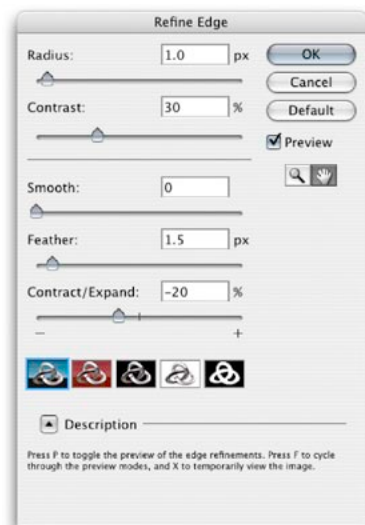 Refine Edge
Radius: 1.0 px
OK
Cancel
Contrast: 30 %
Default
Preview
Smooth: 0
Feather: 1.5 px
Contract/Expand: -20 %
− +
Description
Press P to toggle the preview of the edge refinements. Press F to cycle
through the preview modes, and X to temporarily view the image.